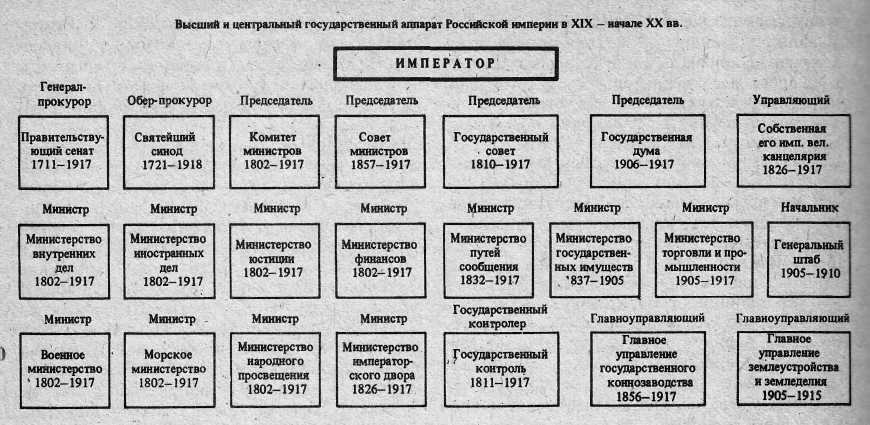 Высший и центральный государственный аппарат Российской империи в XIX – начале XX вв.
ИМПЕРАТОР
Генерал-
прокурор
Правительству-
ющий сенат
1711–1917
Обер-прокурор
Святейший
синод
1721–1918
Председатель
Комитет
министров
1802–1917
Председатель
Совет
министров
1857–1917
Председатель
Государственный
совет
1810–1917
Председатель
Государственная
дума
1906–1917
Управляющий
Собственная
его имп. вел.
канцелярия
1826–1917
Министр
Министерство
внутренних
дел
1802–1917
Министр
Министерство
иностранных
дел
1802–1917
Министр
Министерство
юстиции
1802–1917
Министр
Министерство
финансов
1802–1917
Министр
Министерство
путей
сообщения
1832–1917
Министр
Министерство
государствен-
ных имуществ
'837–1905
Министр
Министерство
торговли и про-
мышленности
1905–1917
Начальник
Генеральный
штаб
1905–1910
Министр
Военное
министерство
1802–1917
Министр
Морское
министерство
1802–1917
Министр
Министерство
народного
просвещения
1802–1917
Министр
Министерство
император-
ского двора
1826–1917
Государственный
контролер
Государственный
контроль
1811–1917
Главноуправляющий
Главное
управление
государственного
коннозаводства
1856–1917
Главноуправляющий
Главное
управление
землеустройства
и земледелия
1905–1915